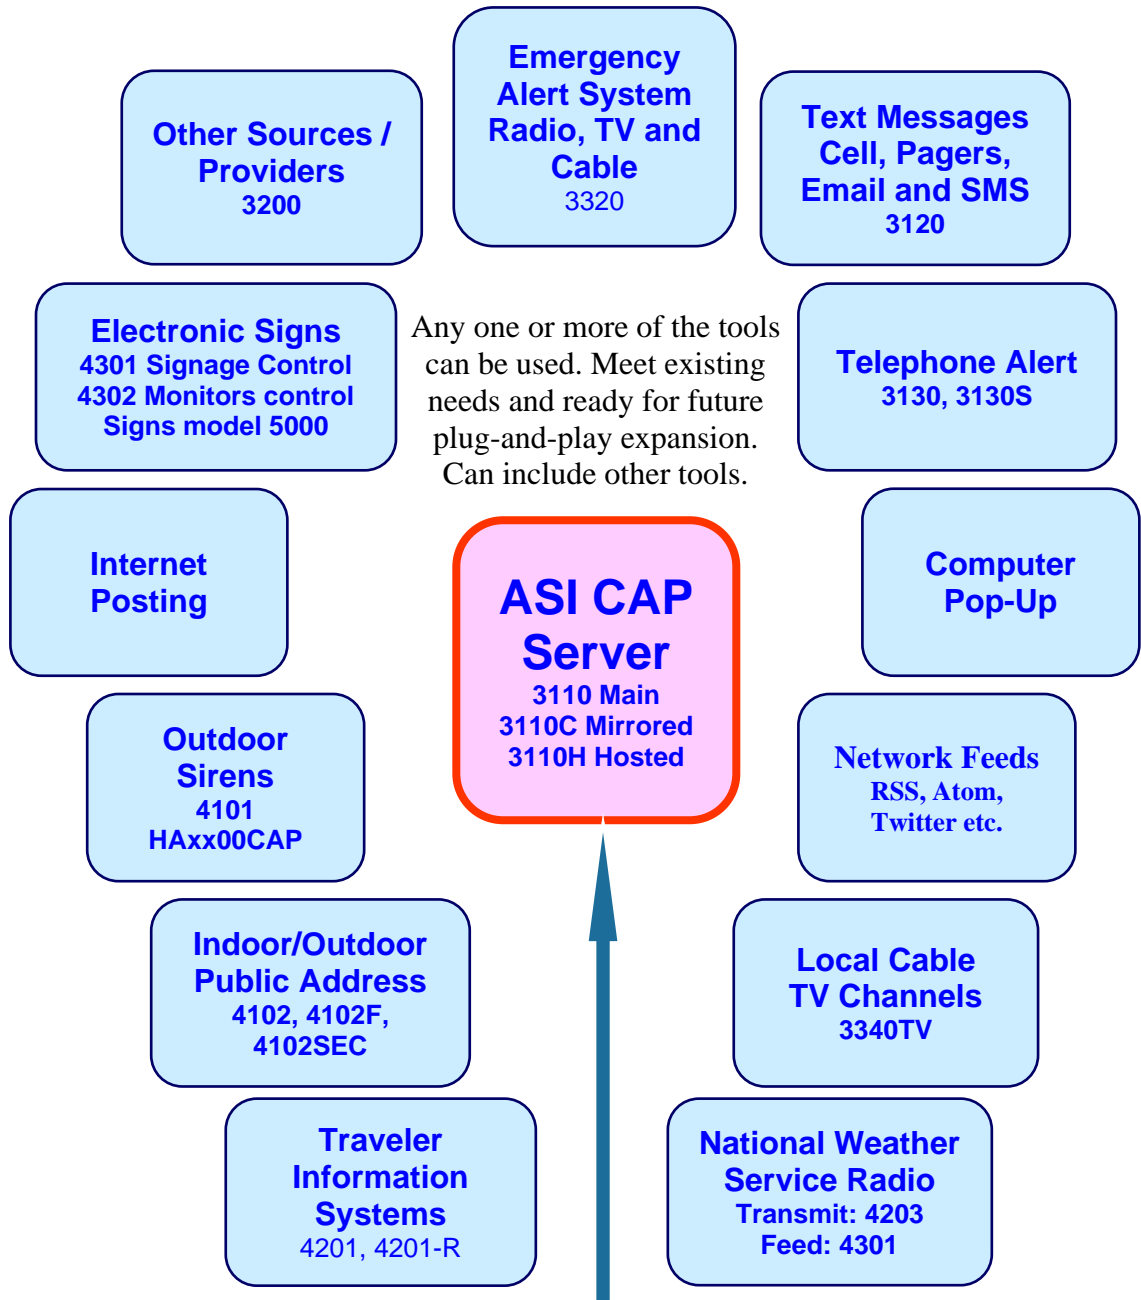 Emergency
Alert System
Radio, TV and
Cable
3320
Other Sources /
Providers
3200
Text Messages
Cell, Pagers,
Email and SMS
3120
Electronic Signs
4301 Signage Control
4302 Monitors control
Signs model 5000
Any one or more of the tools
can be used. Meet existing
needs and ready for future
plug-and-play expansion.
Can include other tools.
Telephone Alert
3130, 3130S
Internet
Posting
ASI CAP
Server
3110 Main
3110C Mirrored
3110H Hosted
Computer
Pop-Up
Outdoor
Sirens
4101
HAxx00CAP
Network Feeds
RSS, Atom,
Twitter etc.
Indoor/Outdoor
Public Address
4102, 4102F,
4102SEC
Local Cable
TV Channels
3340TV
Traveler
Information
Systems
4201, 4201-R
National Weather
Service Radio
Transmit: 4203
Feed: 4301